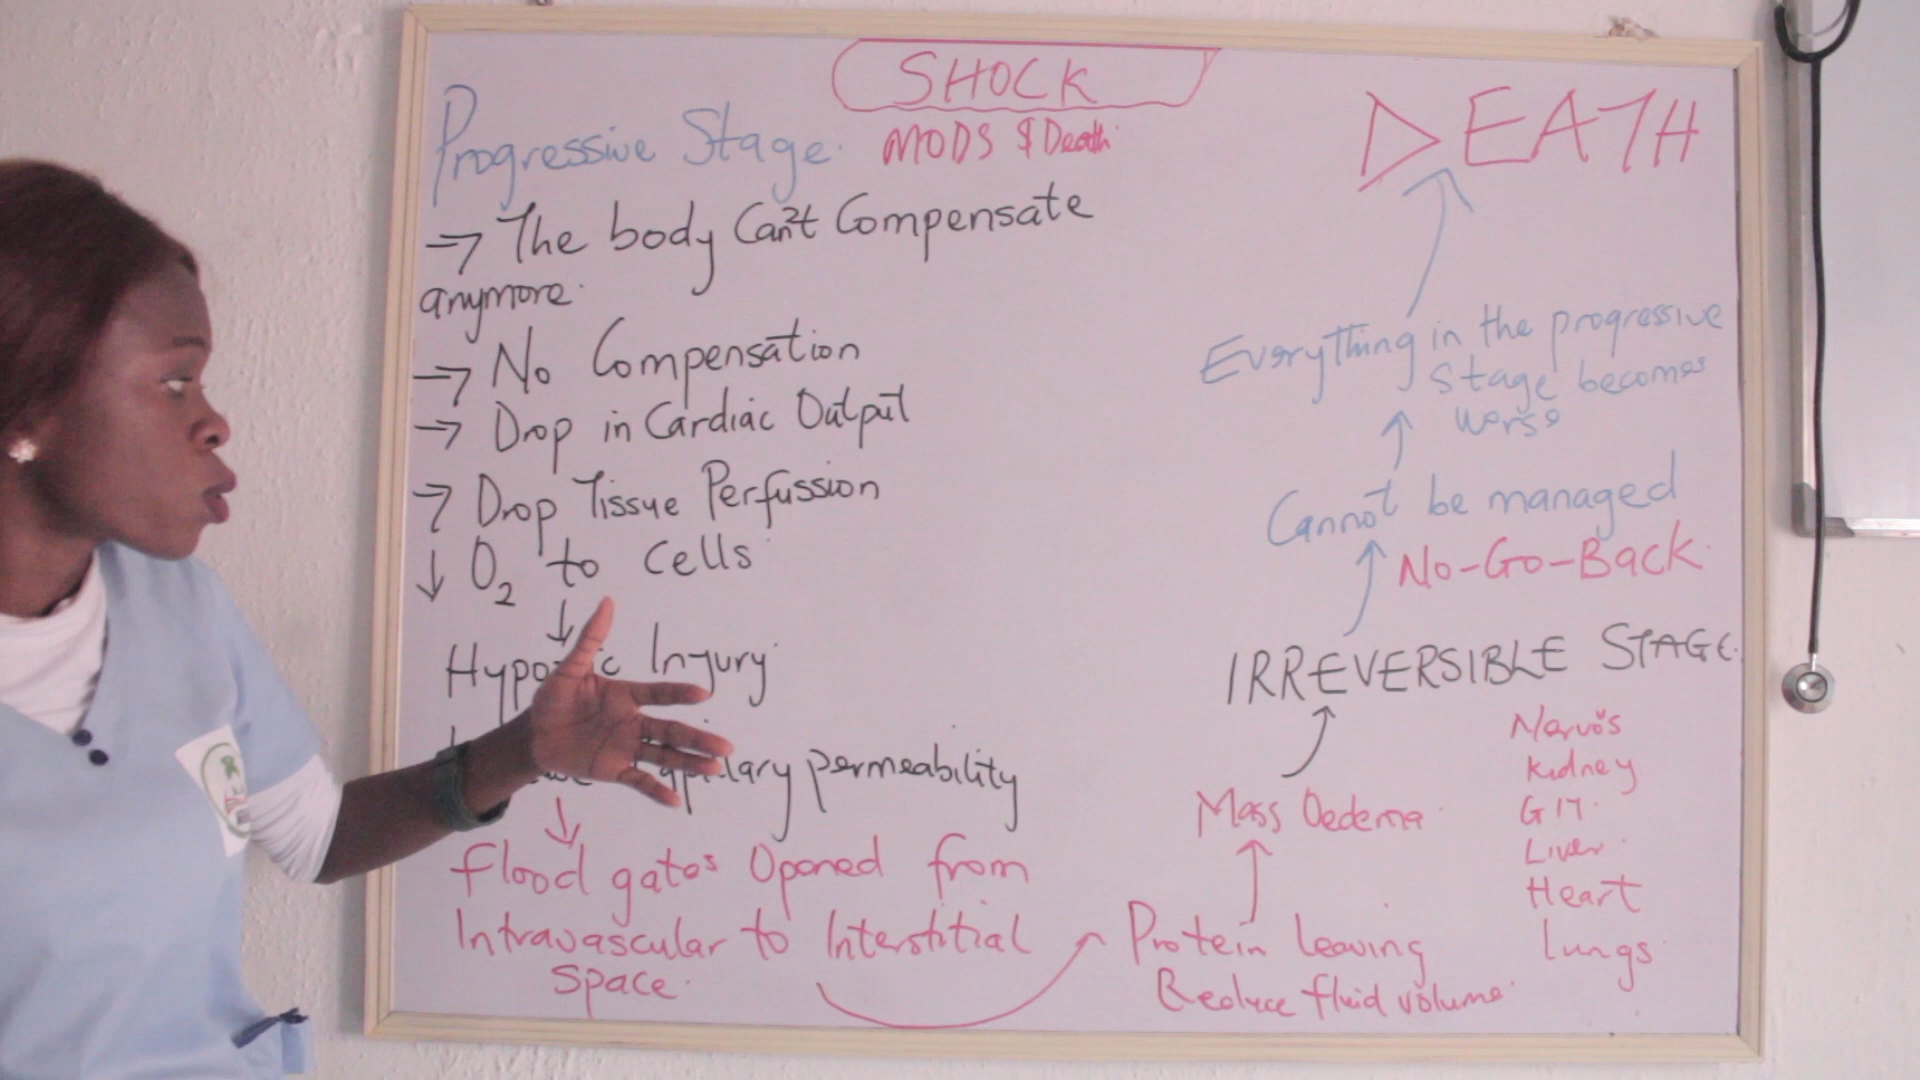 SHOCK
Progressive Stage. MODS & Death
→ The body Can't Compensate
anymore.
→ No Compensation
→ Drop in Cardiac Output
→ Drop Tissue Perfussion
↓ O2 to cells
↓
Injury
permeability
↓
Flood gates Opened from
Intravascular to Interstitial
Space.
Protein leaving
Reduce fluid volume.
↑
Mass Oedema
IRREVERSIBLE STAGE.
Cannot be managed
No-Go-Back.
Everything in the progressive
Stage becomes
worse
DEATH
Kidney
GIT.
Liver.
Heart
lungs